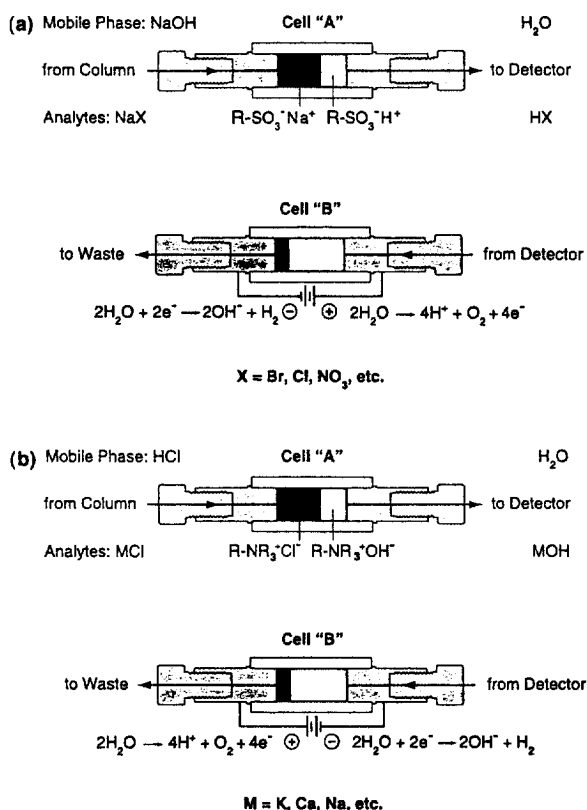 (a) Mobile Phase: NaOH Cell "A" H₂O
from Column to Detector
Analytes: NaX R-SO₃⁻Na⁺ R-SO₃⁻H⁺ HX
Cell "B"
to Waste from Detector
2H₂O + 2e⁻ → 2OH⁻ + H₂ ⊖ ⊕ 2H₂O → 4H⁺ + O₂ + 4e⁻
X = Br, Cl, NO₃, etc.
(b) Mobile Phase: HCl Cell "A" H₂O
from Column to Detector
Analytes: MCl R-NR₃⁺Cl⁻ R-NR₃⁺OH⁻ MOH
Cell "B"
to Waste from Detector
2H₂O → 4H⁺ + O₂ + 4e⁻ ⊕ ⊖ 2H₂O + 2e⁻ → 2OH⁻ + H₂
M = K, Ca, Na, etc.